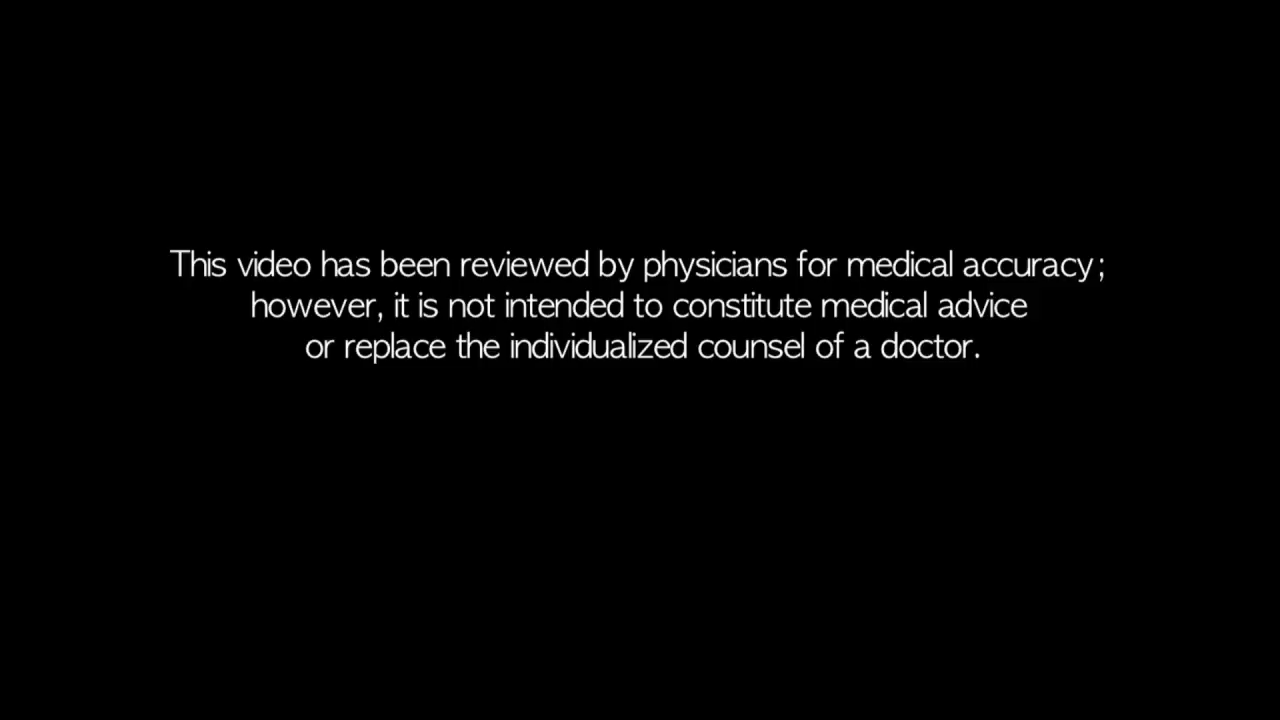 This video has been reviewed by physicians for medical accuracy;
however, it is not intended to constitute medical advice
or replace the individualized counsel of a doctor.